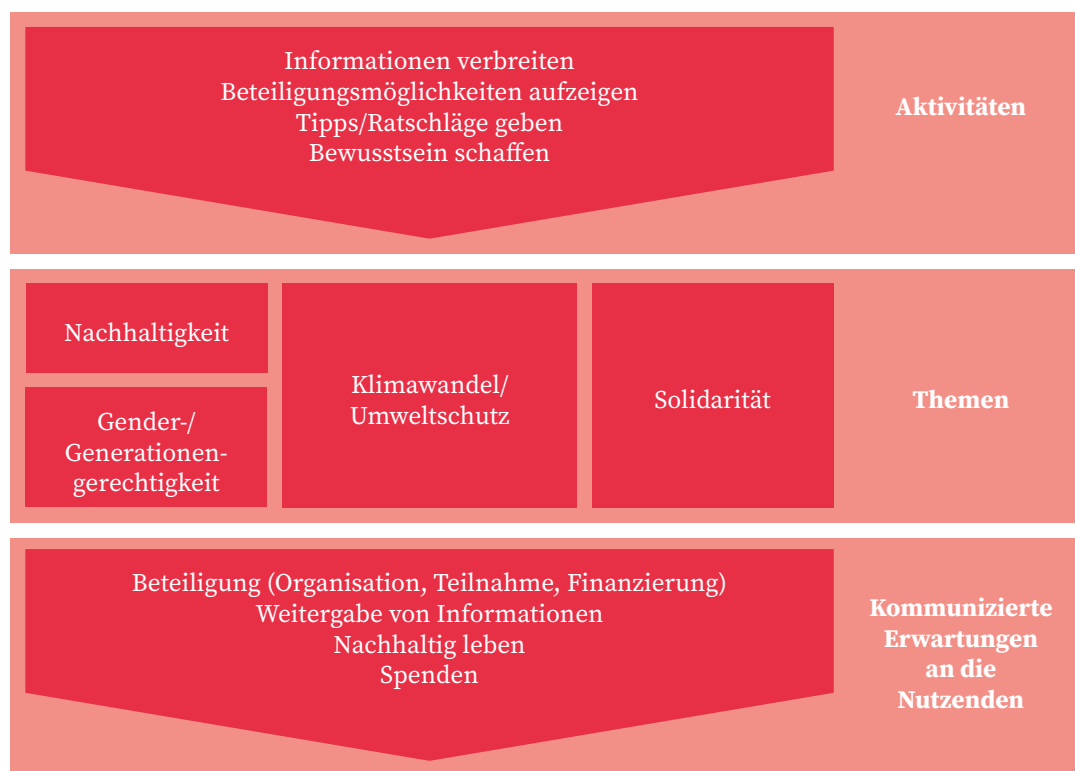 Informationen verbreiten
Beteiligungsmöglichkeiten aufzeigen
Tipps/Ratschläge geben
Bewusstsein schaffen
Aktivitäten
Nachhaltigkeit
Gender-/
Generationen-
gerechtigkeit
Klimawandel/
Umweltschutz
Solidarität
Themen
Beteiligung (Organisation, Teilnahme, Finanzierung)
Weitergabe von Informationen
Nachhaltig leben
Spenden
Kommunizierte
Erwartungen
an die
Nutzenden